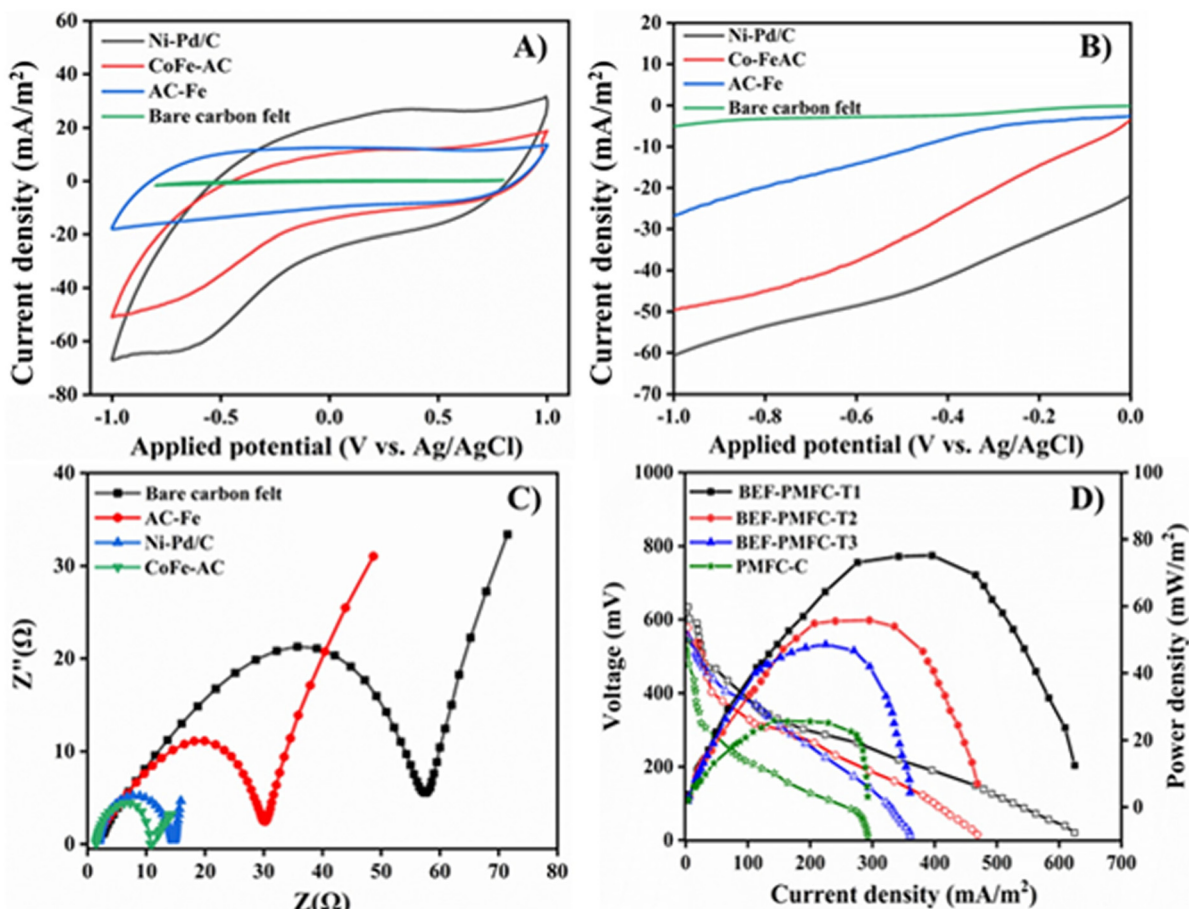 A)
Ni-Pd/C
CoFe-AC
AC-Fe
Bare carbon felt
60
40
20
0
-20
-40
-60
-80
Current density (mA/m²)
-1.0 -0.5 0.0 0.5 1.0
Applied potential (V vs. Ag/AgCl)
B)
Ni-Pd/C
Co-FeAC
AC-Fe
Bare carbon felt
20
10
0
-10
-20
-30
-40
-50
-60
-70
Current density (mA/m²)
-1.0 -0.8 -0.6 -0.4 -0.2 0.0
Applied potential (V vs. Ag/AgCl)
C)
Bare carbon felt
AC-Fe
Ni-Pd/C
CoFe-AC
40
30
20
10
0
Z"(Ω)
0 10 20 30 40 50 60 70 80
Z(Ω)
D)
BEF-PMFC-T1
BEF-PMFC-T2
BEF-PMFC-T3
PMFC-C
1000
800
600
400
200
0
Voltage (mV)
100
80
60
40
20
0
Power density (mW/m²)
0 100 200 300 400 500 600 700
Current density (mA/m²)